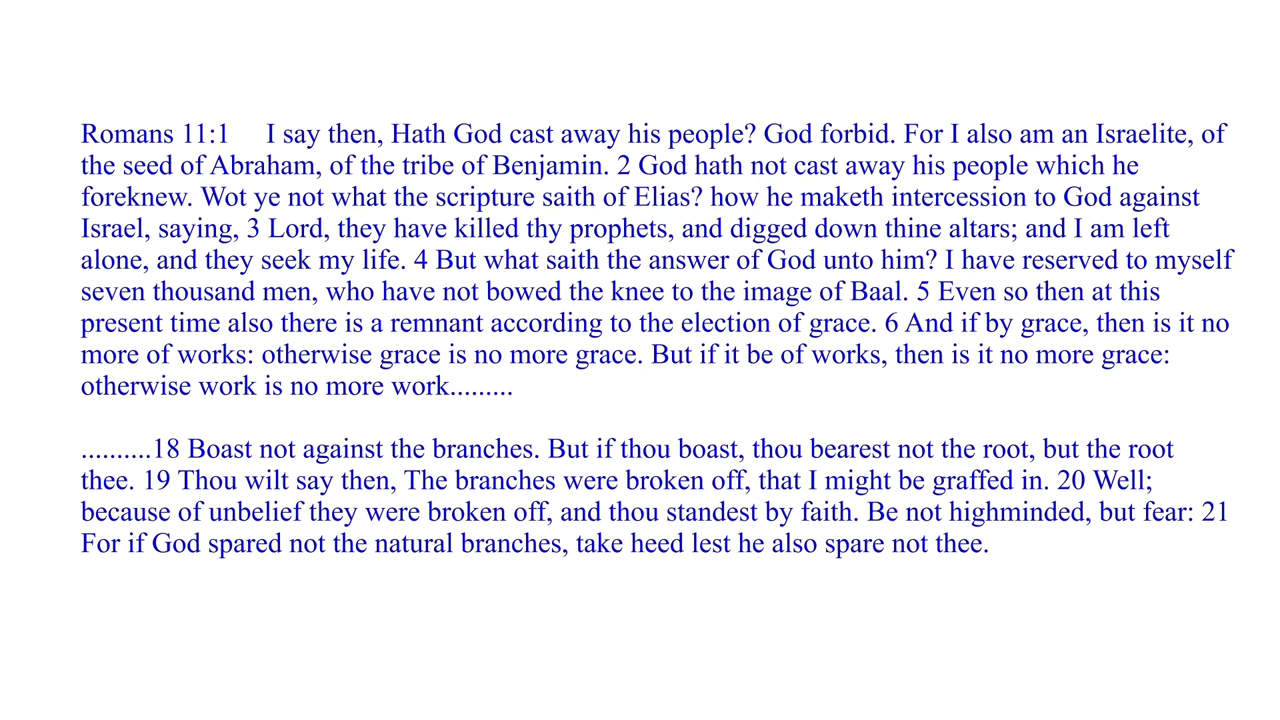 Romans 11:1 I say then, Hath God cast away his people? God forbid. For I also am an Israelite, of
the seed of Abraham, of the tribe of Benjamin. 2 God hath not cast away his people which he
foreknew. Wot ye not what the scripture saith of Elias? how he maketh intercession to God against
Israel, saying, 3 Lord, they have killed thy prophets, and digged down thine altars; and I am left
alone, and they seek my life. 4 But what saith the answer of God unto him? I have reserved to myself
seven thousand men, who have not bowed the knee to the image of Baal. 5 Even so then at this
present time also there is a remnant according to the election of grace. 6 And if by grace, then is it no
more of works: otherwise grace is no more grace. But if it be of works, then is it no more grace:
otherwise work is no more work.........
..........18 Boast not against the branches. But if thou boast, thou bearest not the root, but the root
thee. 19 Thou wilt say then, The branches were broken off, that I might be graffed in. 20 Well;
because of unbelief they were broken off, and thou standest by faith. Be not highminded, but fear: 21
For if God spared not the natural branches, take heed lest he also spare not thee.